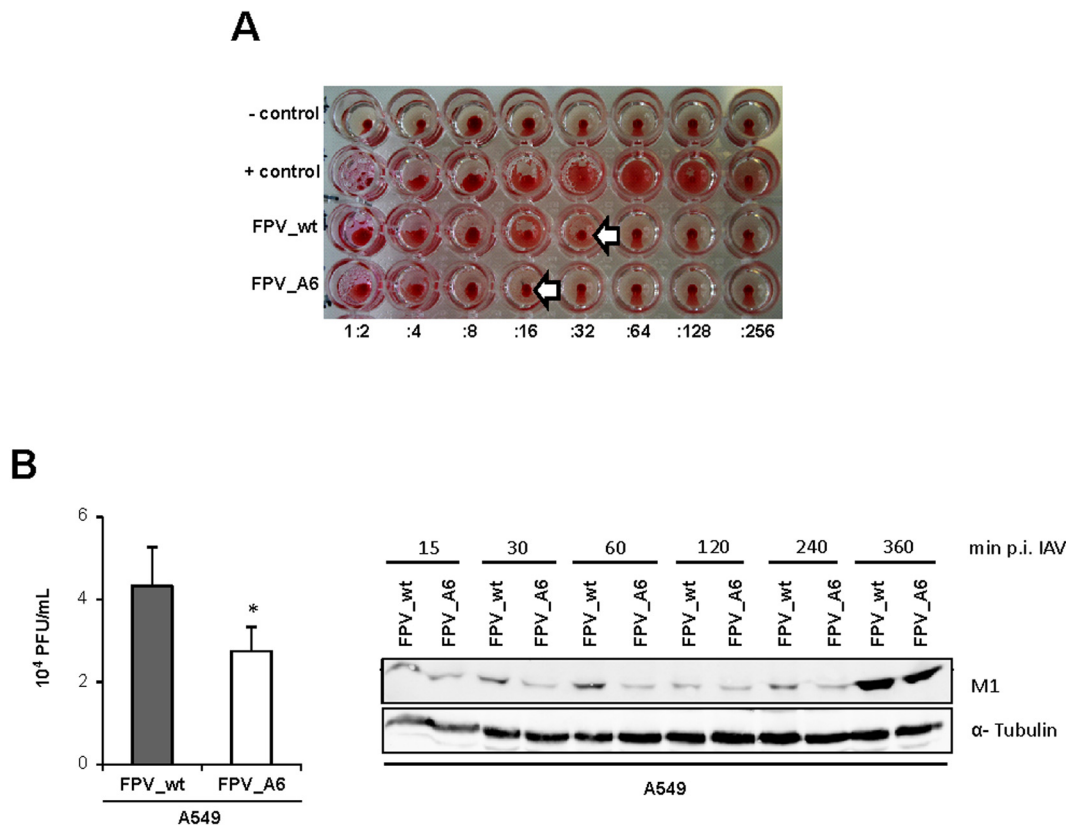 A
- control
+ control
FPV_wt
FPV_A6
1:2 :4 :8 :16 :32 :64 :128 :256
B
6
4
2
0
10⁴ PFU/mL
*
FPV_wt FPV_A6
A549
15 30 60 120 240 360 min p.i. IAV
FPV_wt FPV_A6 FPV_wt FPV_A6 FPV_wt FPV_A6 FPV_wt FPV_A6 FPV_wt FPV_A6 FPV_wt FPV_A6
M1
α- Tubulin
A549